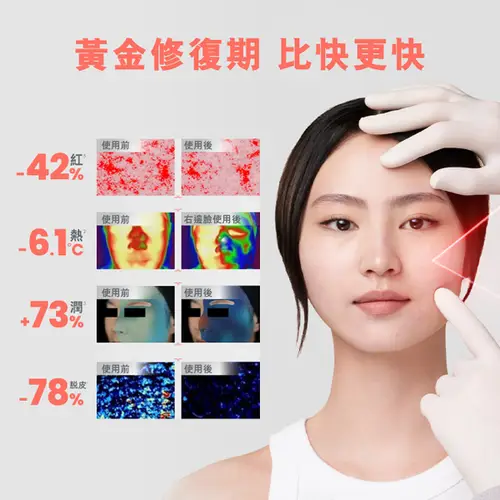 黃金修復期 比快更快
-42% 紅
使用前 使用後
-6.1°C 熱
使用前 右邊臉使用後
+73% 潤
使用前 使用後
-78% 脫皮
使用前 使用後